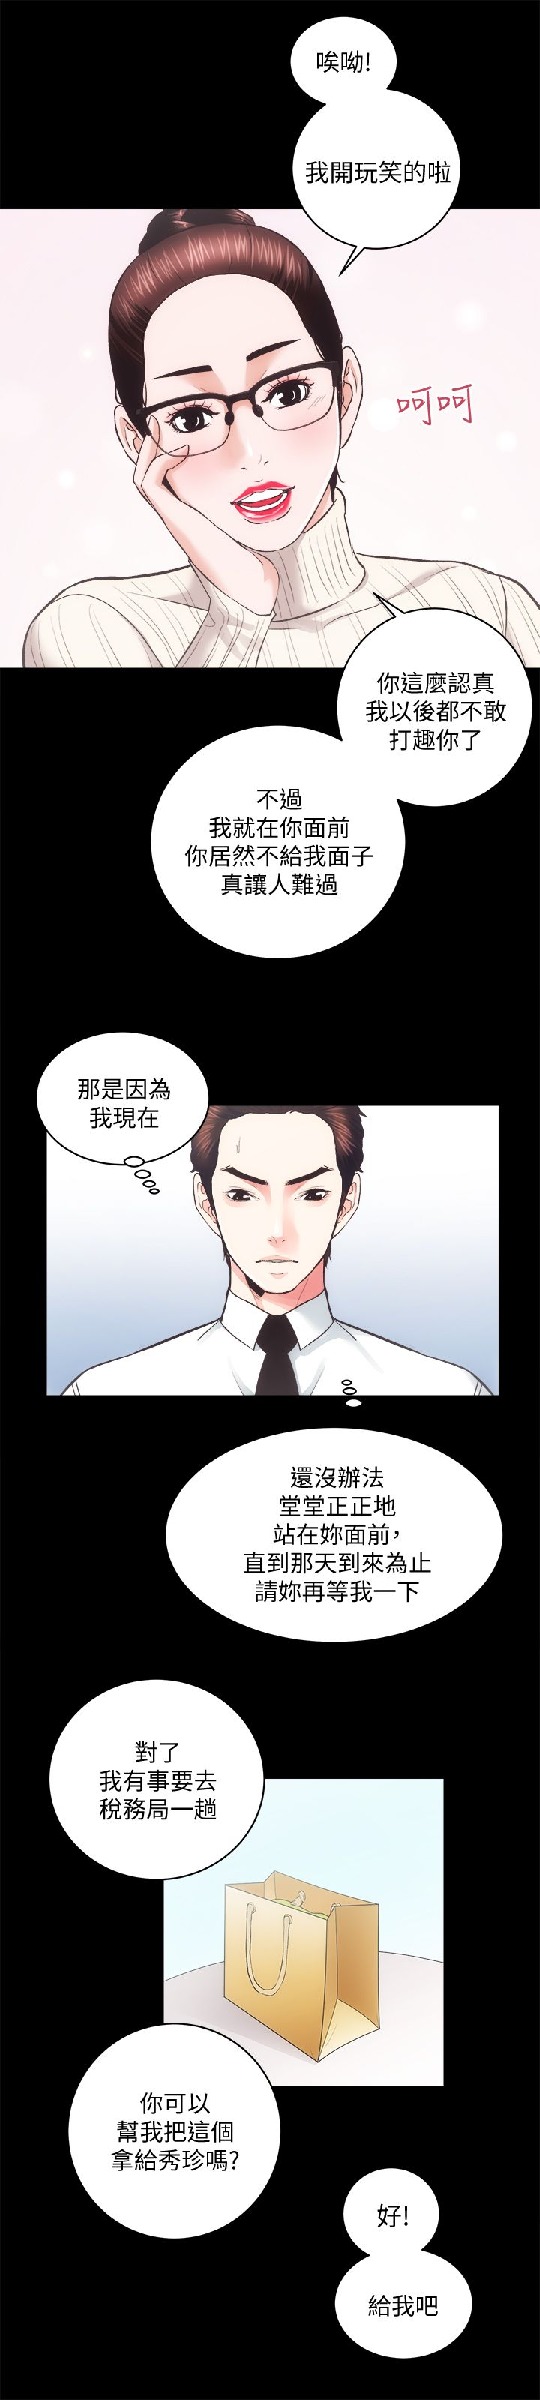 唉呦!
我開玩笑的啦
呵呵
你這麼認真
我以後都不敢
打趣你了
不過
我就在你面前
你居然不給我面子
真讓人難過
那是因為
我現在
還沒辦法
堂堂正正地
站在妳面前，
直到那天到來為止
請妳再等我一下
對了
我有事要去
稅務局一趟
你可以
幫我把這個
拿給秀珍嗎?
好!
給我吧